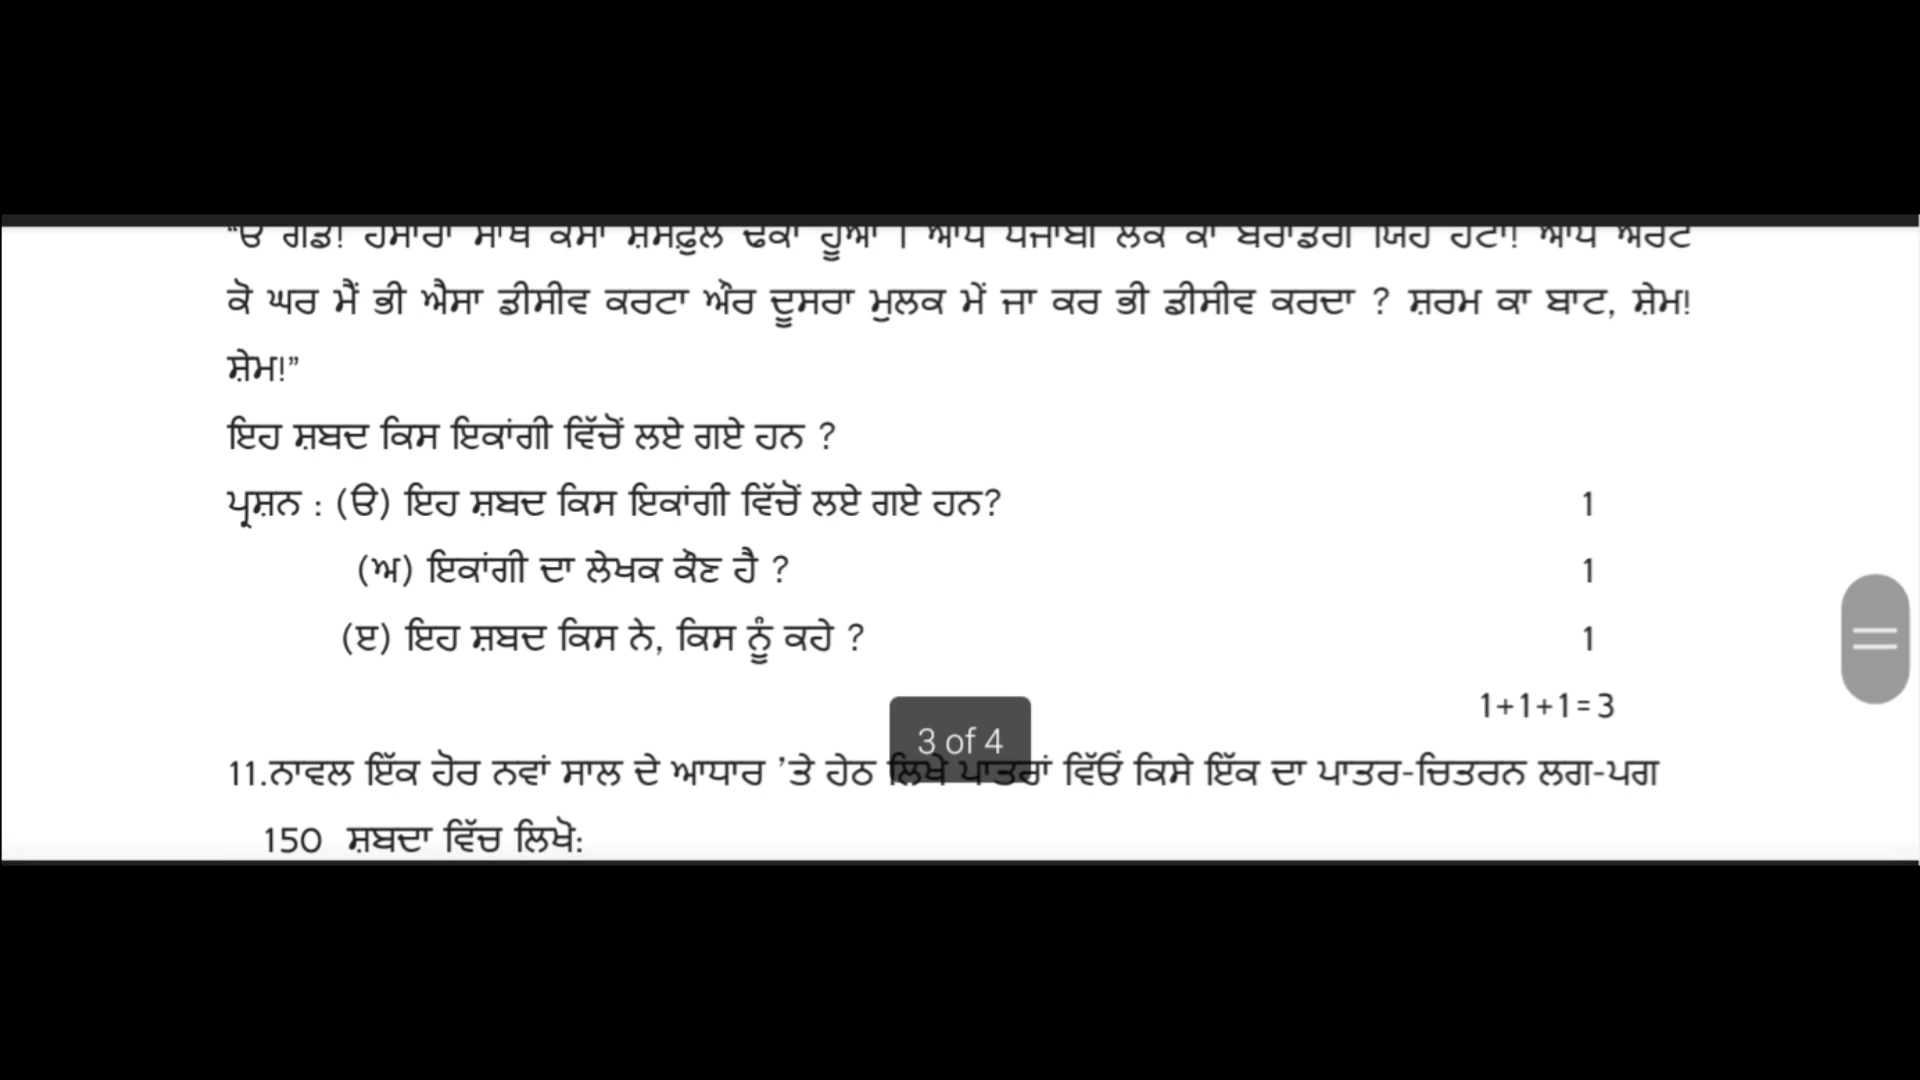 ਕੋ ਘਰ ਮੈਂ ਭੀ ਐਸਾ ਡੀਸੀਵ ਕਰਟਾ ਔਰ ਦੂਸਰਾ ਮੁਲਕ ਮੇਂ ਜਾ ਕਰ ਭੀ ਡੀਸੀਵ ਕਰਦਾ ? ਸ਼ਰਮ ਕਾ ਬਾਟ, ਸ਼ੇਮ!
ਸ਼ੇਮ!”
ਇਹ ਸ਼ਬਦ ਕਿਸ ਇਕਾਂਗੀ ਵਿੱਚੋਂ ਲਏ ਗਏ ਹਨ ?
ਪ੍ਰਸ਼ਨ : (ੳ) ਇਹ ਸ਼ਬਦ ਕਿਸ ਇਕਾਂਗੀ ਵਿੱਚੋਂ ਲਏ ਗਏ ਹਨ? 1
(ਅ) ਇਕਾਂਗੀ ਦਾ ਲੇਖਕ ਕੌਣ ਹੈ ? 1
(ੲ) ਇਹ ਸ਼ਬਦ ਕਿਸ ਨੇ, ਕਿਸ ਨੂੰ ਕਹੇ ? 1
1+1+1=3
3 of 4
11.ਨਾਵਲ ਇੱਕ ਹੋਰ ਨਵਾਂ ਸਾਲ ਦੇ ਆਧਾਰ ’ਤੇ ਹੇਠ ਲਿਖੇ ਪਾਤਰਾਂ ਵਿੱਓਂ ਕਿਸੇ ਇੱਕ ਦਾ ਪਾਤਰ-ਚਿਤਰਨ ਲਗ-ਪਗ
150 ਸ਼ਬਦਾ ਵਿੱਚ ਲਿਖੋ: